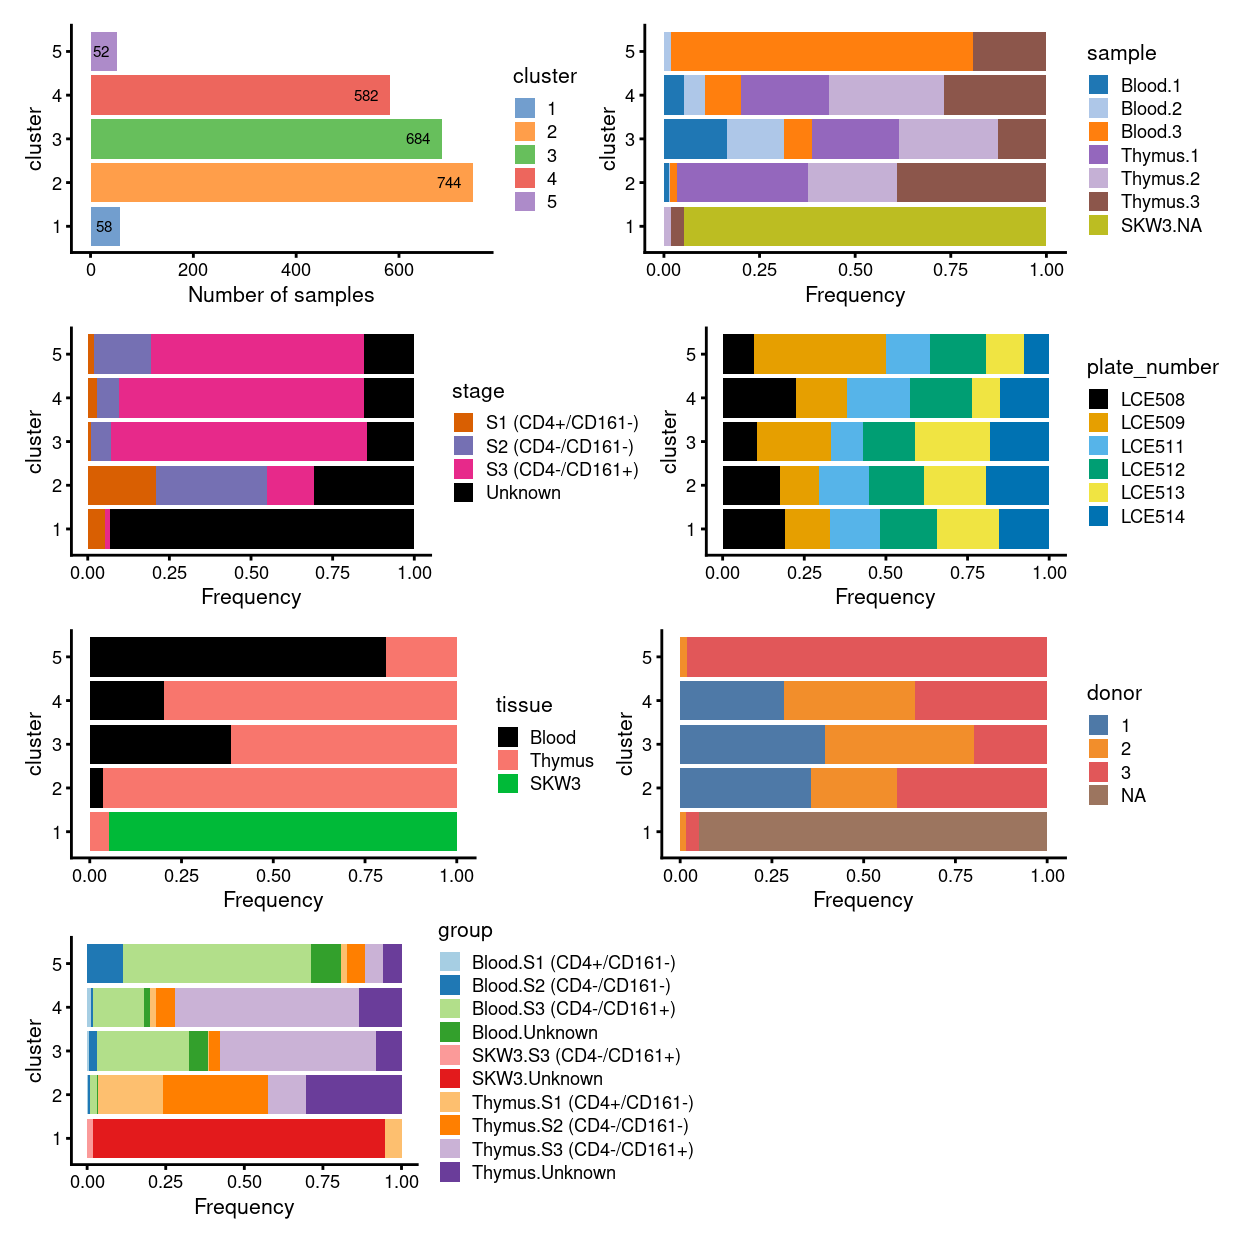 cluster
5
4
3
2
1
52
582
684
744
58
0
200
400
600
Number of samples
cluster
1
2
3
4
5
cluster
5
4
3
2
1
0.00
0.25
0.50
0.75
1.00
Frequency
sample
Blood.1
Blood.2
Blood.3
Thymus.1
Thymus.2
Thymus.3
SKW3.NA
cluster
5
4
3
2
1
0.00
0.25
0.50
0.75
1.00
Frequency
stage
S1 (CD4+/CD161-)
S2 (CD4-/CD161-)
S3 (CD4-/CD161+)
Unknown
cluster
5
4
3
2
1
0.00
0.25
0.50
0.75
1.00
Frequency
plate_number
LCE508
LCE509
LCE511
LCE512
LCE513
LCE514
cluster
5
4
3
2
1
0.00
0.25
0.50
0.75
1.00
Frequency
tissue
Blood
Thymus
SKW3
cluster
5
4
3
2
1
0.00
0.25
0.50
0.75
1.00
Frequency
donor
1
2
3
NA
cluster
5
4
3
2
1
0.00
0.25
0.50
0.75
1.00
Frequency
group
Blood.S1 (CD4+/CD161-)
Blood.S2 (CD4-/CD161-)
Blood.S3 (CD4-/CD161+)
Blood.Unknown
SKW3.S3 (CD4-/CD161+)
SKW3.Unknown
Thymus.S1 (CD4+/CD161-)
Thymus.S2 (CD4-/CD161-)
Thymus.S3 (CD4-/CD161+)
Thymus.Unknown